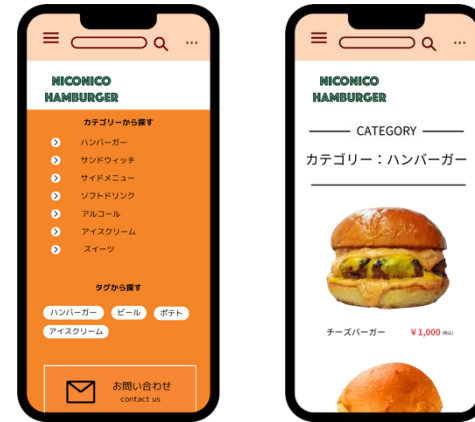 NICONICO
HAMBURGER
カテゴリーから探す
ハンバーガー
サンドウィッチ
サイドメニュー
ソフトドリンク
アルコール
アイスクリーム
スイーツ
タグから探す
ハンバーガー ビール ポテト
アイスクリーム
お問い合わせ
contact us
NICONICO
HAMBURGER
CATEGORY
カテゴリー：ハンバーガー
チーズバーガー ￥1,000